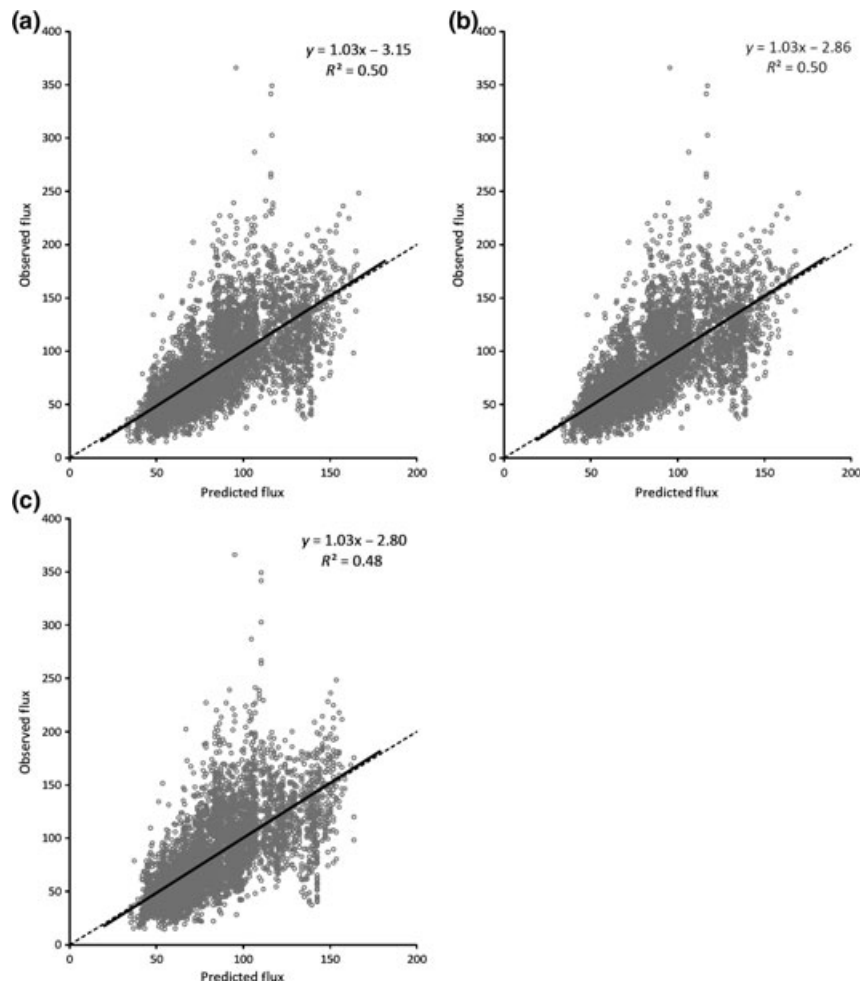 (a)
y = 1.03x − 3.15
R² = 0.50
400
350
300
250
200
150
100
50
0
Observed flux
0 50 100 150 200
Predicted flux
(b)
y = 1.03x − 2.86
R² = 0.50
400
350
300
250
200
150
100
50
0
Observed flux
0 50 100 150 200
Predicted flux
(c)
y = 1.03x − 2.80
R² = 0.48
400
350
300
250
200
150
100
50
0
Observed flux
0 50 100 150 200
Predicted flux